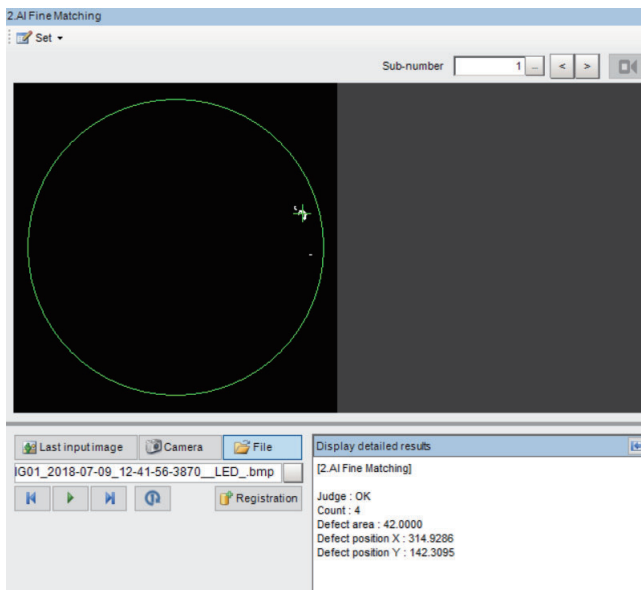 2.AI Fine Matching
Set
Sub-number 1 ... < >
Last input image Camera File
IG01_2018-07-09_12-41-56-3870__LED_.bmp
Registration
Display detailed results
[2.AI Fine Matching]
Judge : OK
Count : 4
Defect area : 42.0000
Defect position X : 314.9286
Defect position Y : 142.3095